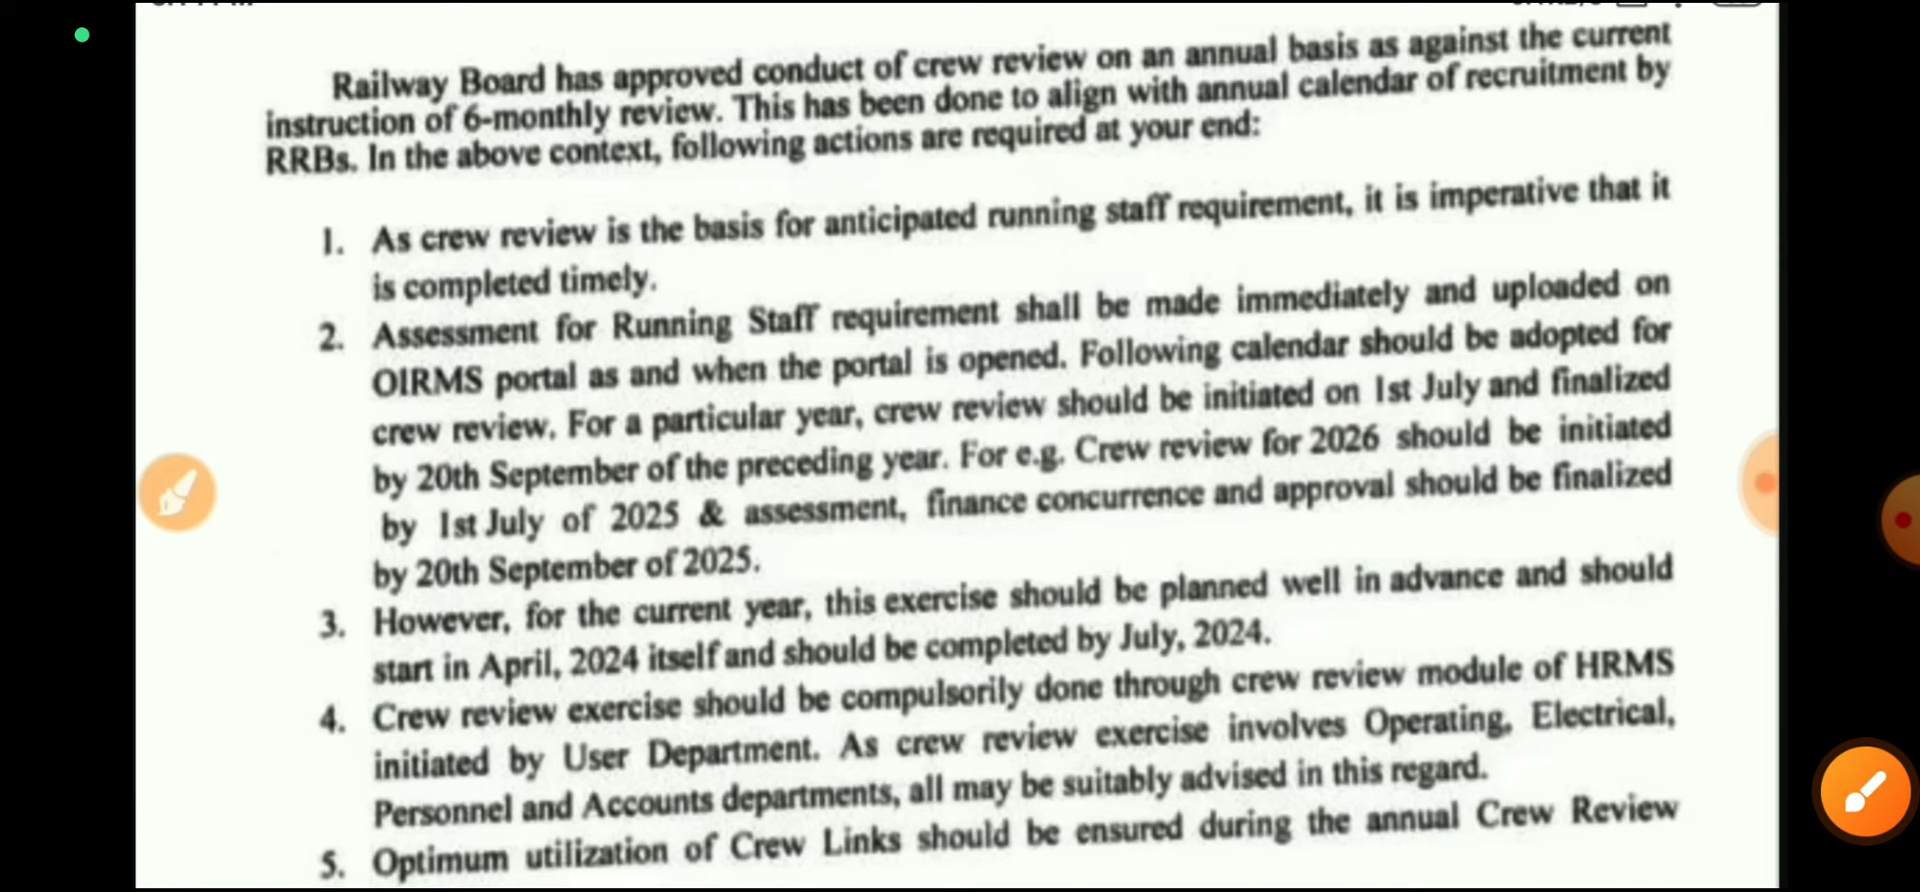 Railway Board has approved conduct of crew review on an annual basis as against the current
instruction of 6-monthly review. This has been done to align with annual calendar of recruitment by
RRBs. In the above context, following actions are required at your end:
1. As crew review is the basis for anticipated running staff requirement, it is imperative that it
is completed timely.
2. Assessment for Running Staff requirement shall be made immediately and uploaded on
OIRMS portal as and when the portal is opened. Following calendar should be adopted for
crew review. For a particular year, crew review should be initiated on 1st July and finalized
by 20th September of the preceding year. For e.g. Crew review for 2026 should be initiated
by 1st July of 2025 & assessment, finance concurrence and approval should be finalized
by 20th September of 2025.
3. However, for the current year, this exercise should be planned well in advance and should
start in April, 2024 itself and should be completed by July, 2024.
4. Crew review exercise should be compulsorily done through crew review module of HRMS
initiated by User Department. As crew review exercise involves Operating, Electrical,
Personnel and Accounts departments, all may be suitably advised in this regard.
5. Optimum utilization of Crew Links should be ensured during the annual Crew Review